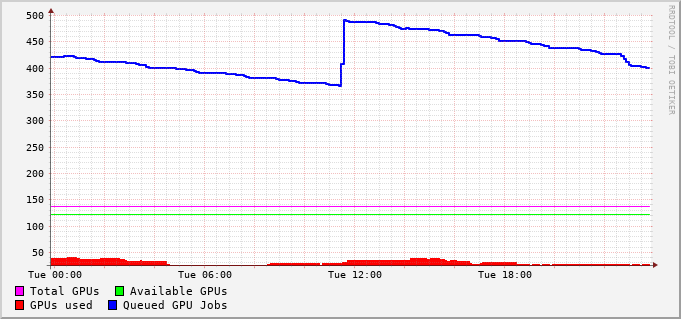 500
450
400
350
300
250
200
150
100
50
Tue 00:00 Tue 06:00 Tue 12:00 Tue 18:00
Total GPUs Available GPUs
GPUs used Queued GPU Jobs
RRDTOOL / TOBI OETIKER